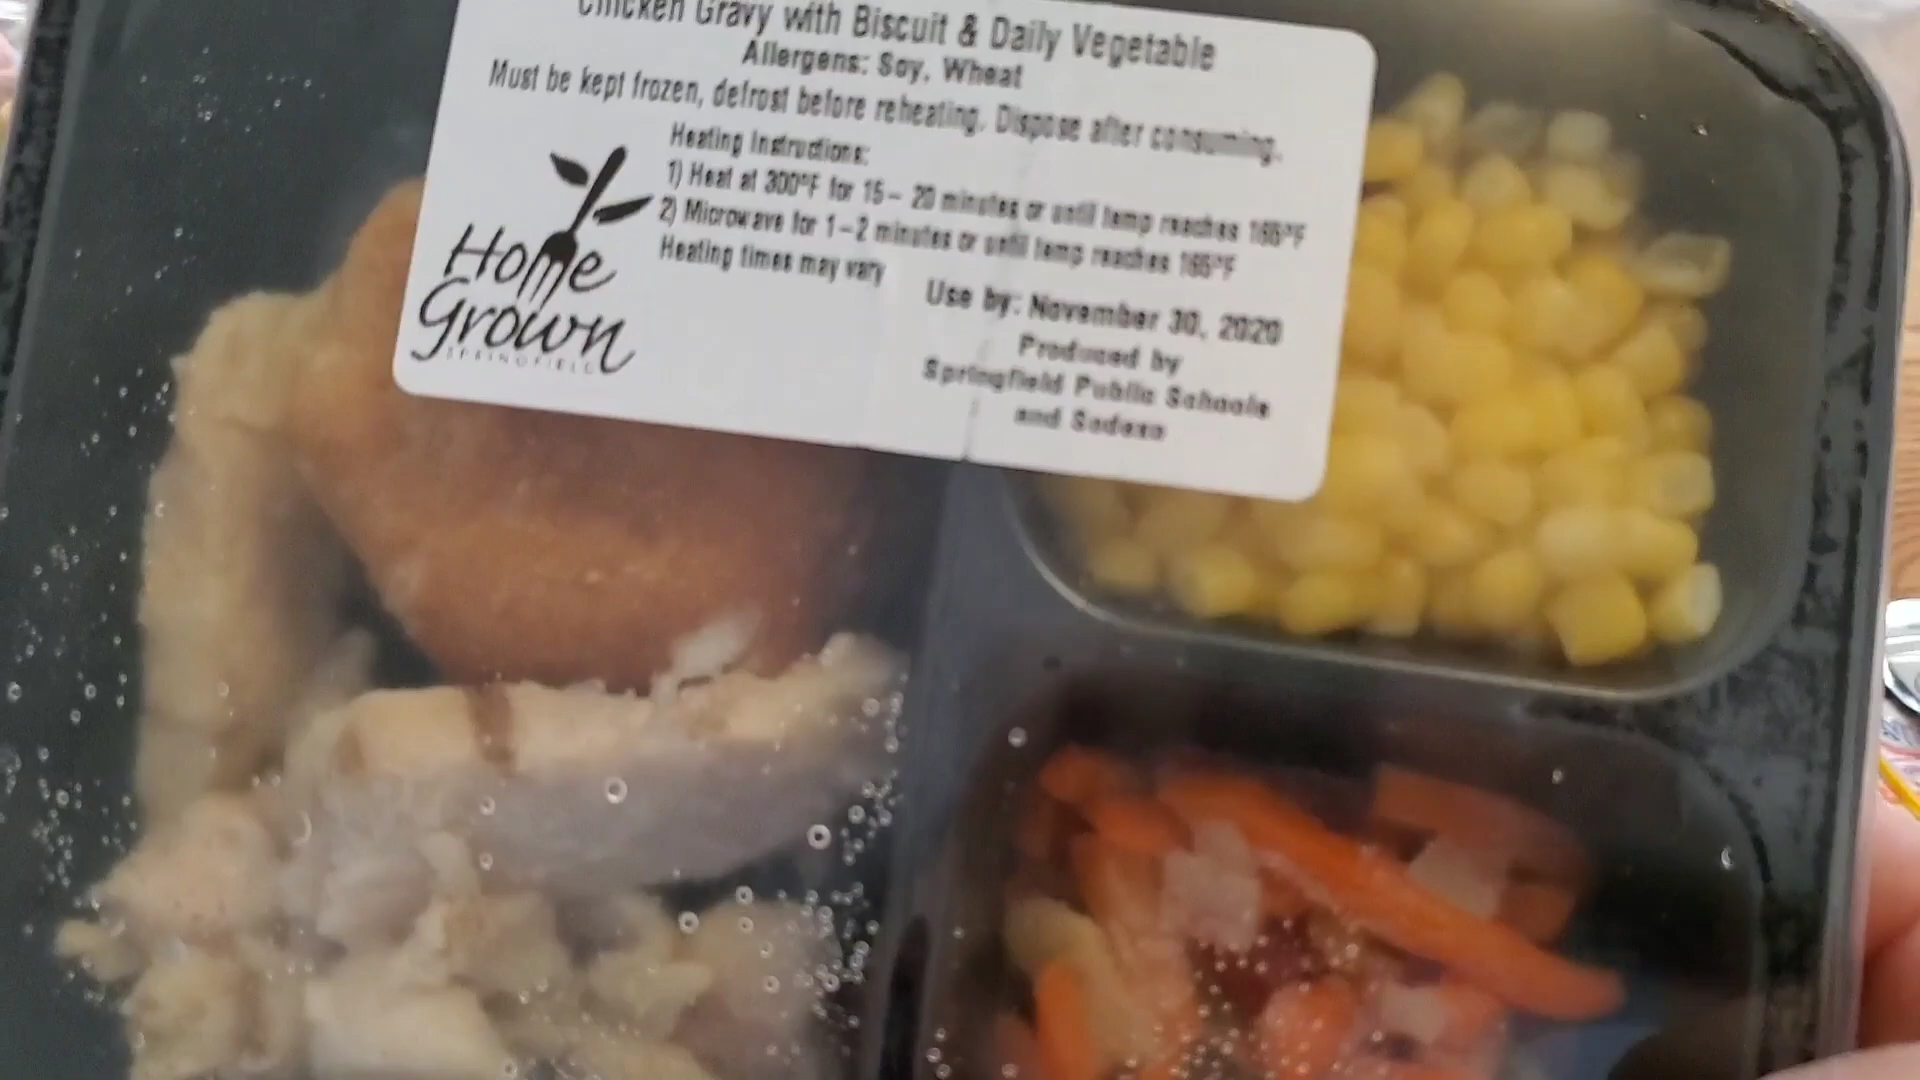 Chicken Gravy with Biscuit & Daily Vegetable
Allergens: Soy, Wheat
Must be kept frozen, defrost before reheating. Dispose after consuming.
Heating Instructions:
1) Heat at 300°F for 15 – 20 minutes or until temp reaches 165°F
2) Microwave for 1 – 2 minutes or until temp reaches 165°F
Heating times may vary
Home
Grown
SPRINGFIELD
Use by: November 30, 2020
Produced by
Springfield Public Schools
and Sodexo